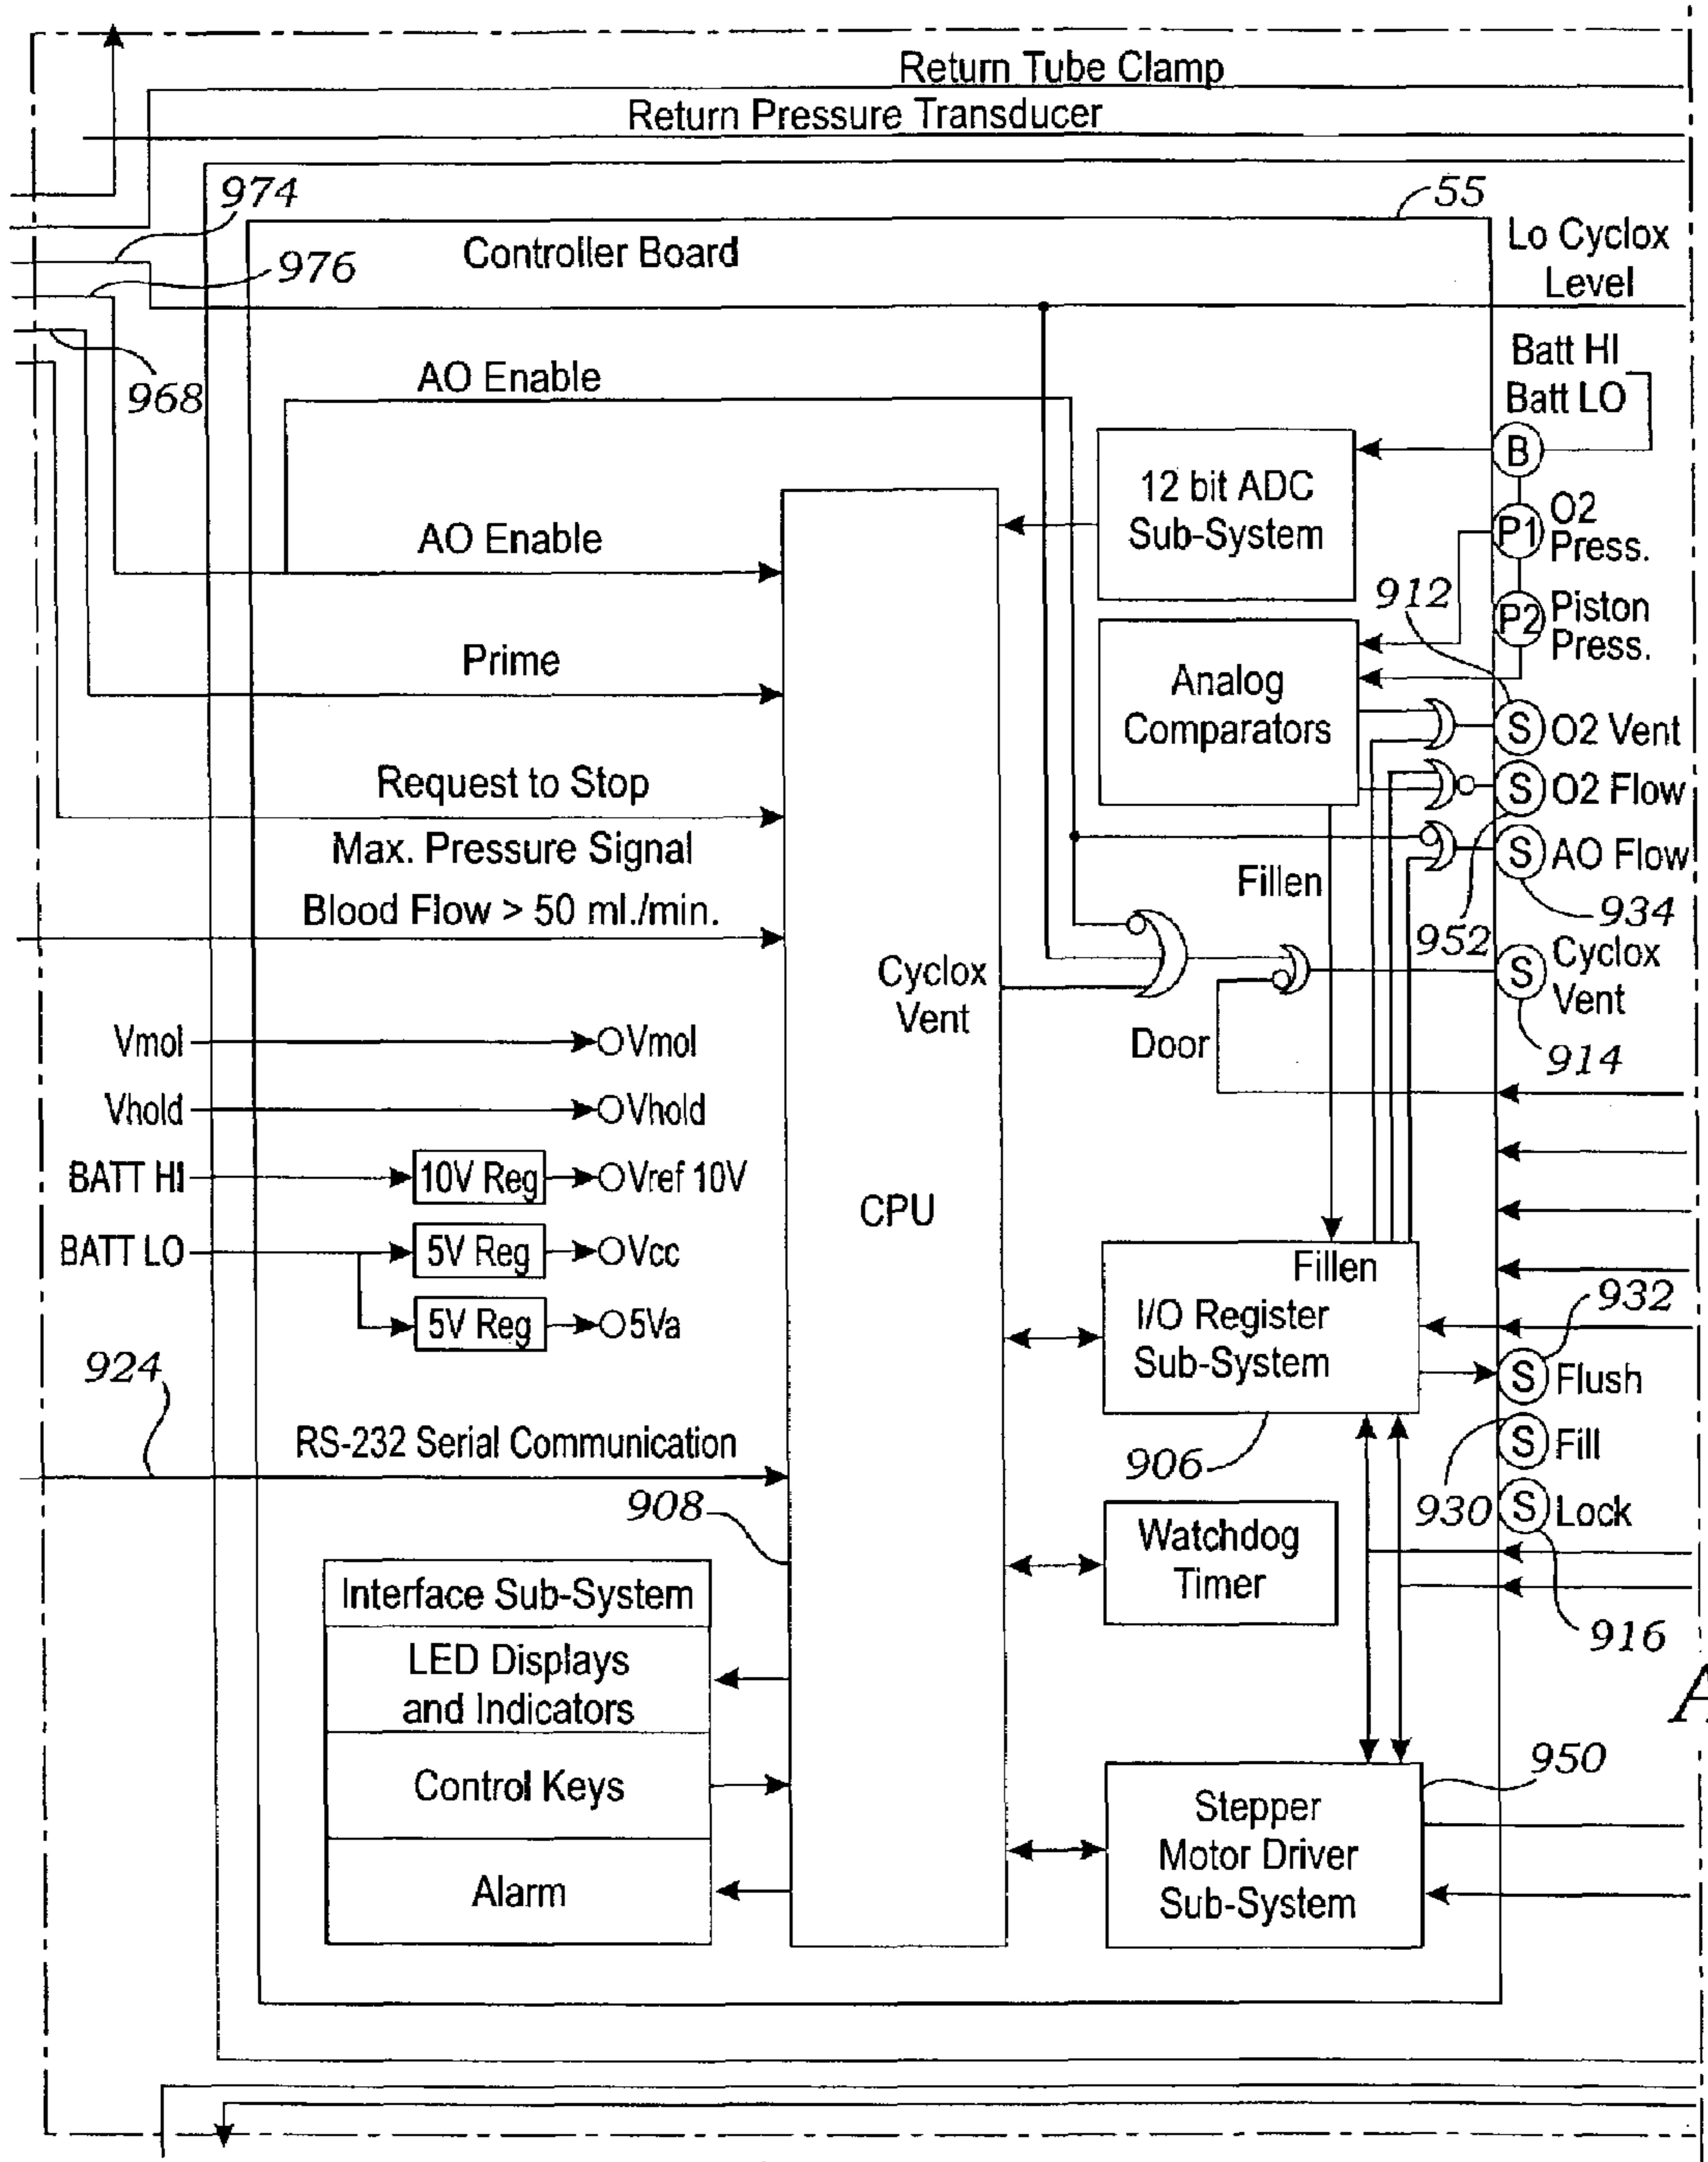 Return Tube Clamp
Return Pressure Transducer
974
55
976
Controller Board
Lo Cyclox
Level
968
AO Enable
Batt HI
Batt LO
B
12 bit ADC
Sub-System
P1
O2
Press.
AO Enable
912
P2
Piston
Press.
Prime
Analog
Comparators
S
O2 Vent
Request to Stop
S
O2 Flow
Max. Pressure Signal
S
AO Flow
Fillen
Blood Flow > 50 ml./min.
934
952
Cyclox
Vent
S
Cyclox
Vent
Door
914
Vmol
Vmol
Vhold
Vhold
BATT HI
10V Reg
Vref 10V
CPU
BATT LO
5V Reg
Vcc
Fillen
I/O Register
Sub-System
932
5V Reg
5Va
924
S
Flush
RS-232 Serial Communication
906
S
Fill
908
930
S
Lock
Watchdog
Timer
916
Interface Sub-System
LED Displays
and Indicators
Control Keys
950
Stepper
Motor Driver
Sub-System
Alarm
A